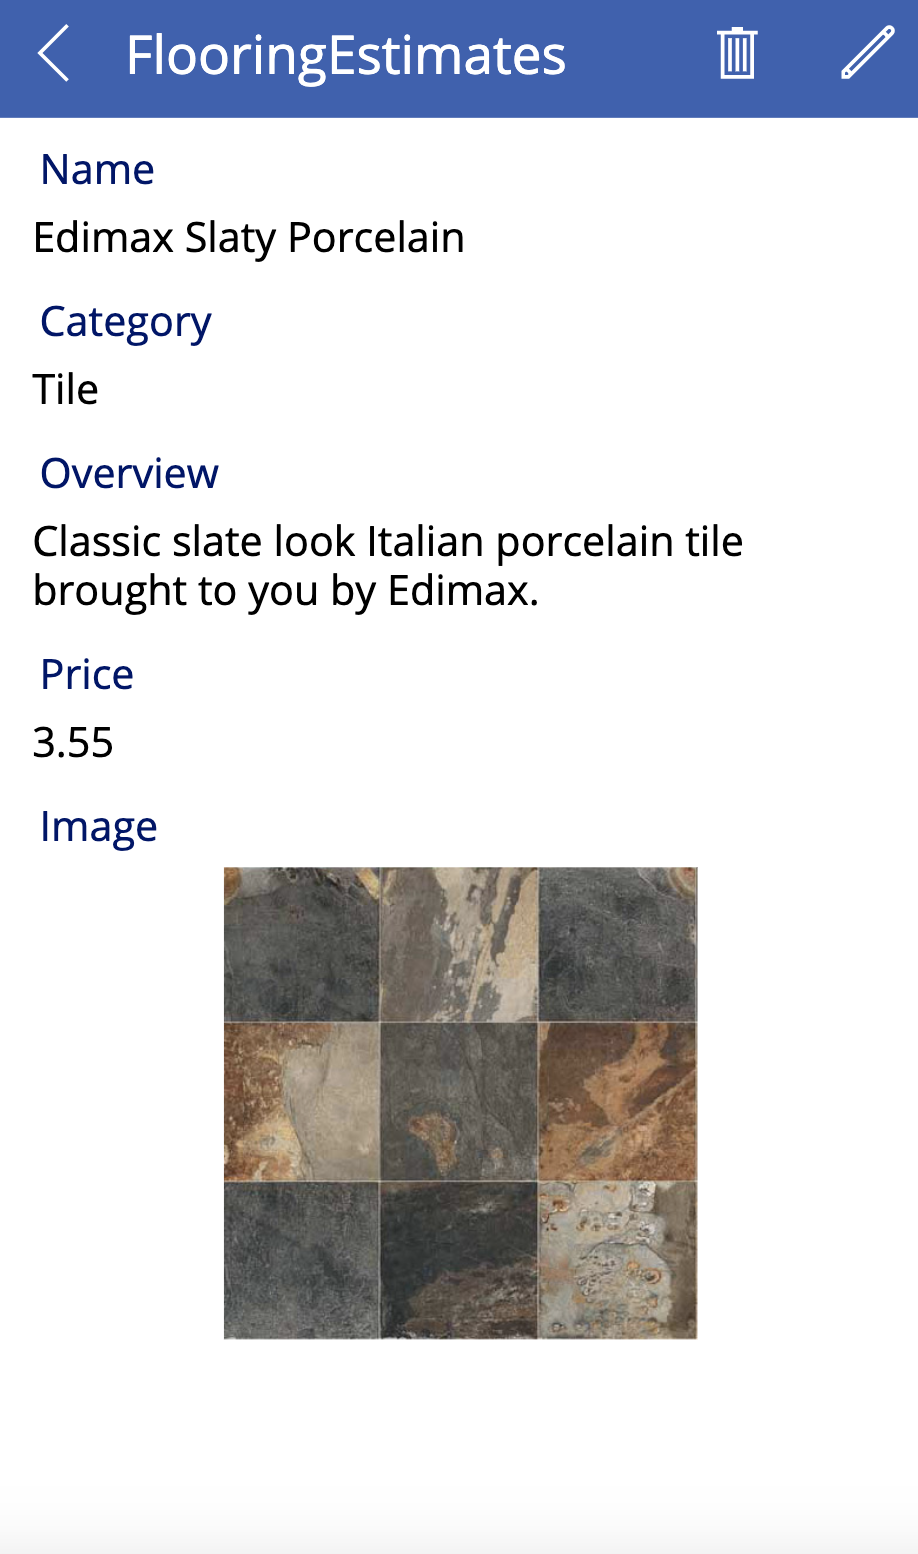 FlooringEstimates
Name
Edimax Slaty Porcelain
Category
Tile
Overview
Classic slate look Italian porcelain tile
brought to you by Edimax.
Price
3.55
Image